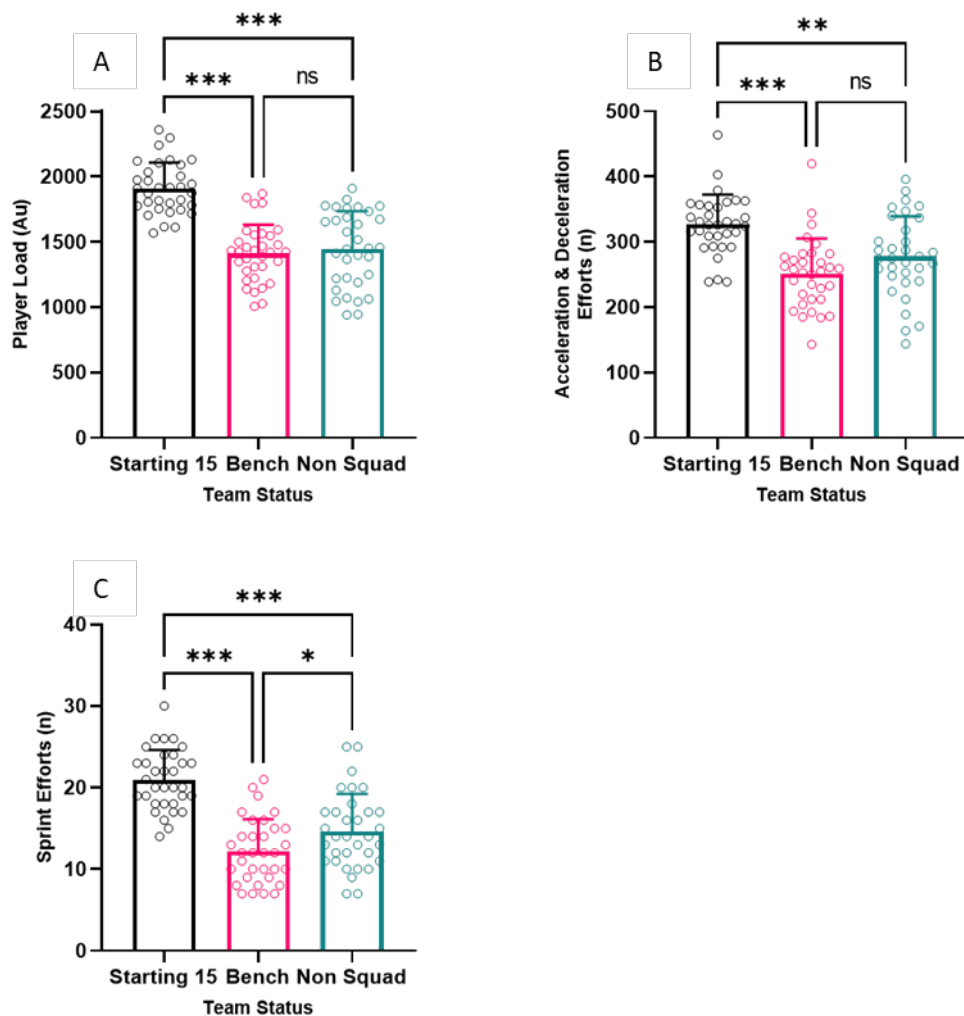 A
***
***
ns
2500
2000
1500
1000
500
0
Player Load (Au)
Starting 15 Bench Non Squad
Team Status
B
**
***
ns
500
400
300
200
100
0
Acceleration & Deceleration
Efforts (n)
Starting 15 Bench Non Squad
Team Status
C
***
***
*
40
30
20
10
0
Sprint Efforts (n)
Starting 15 Bench Non Squad
Team Status